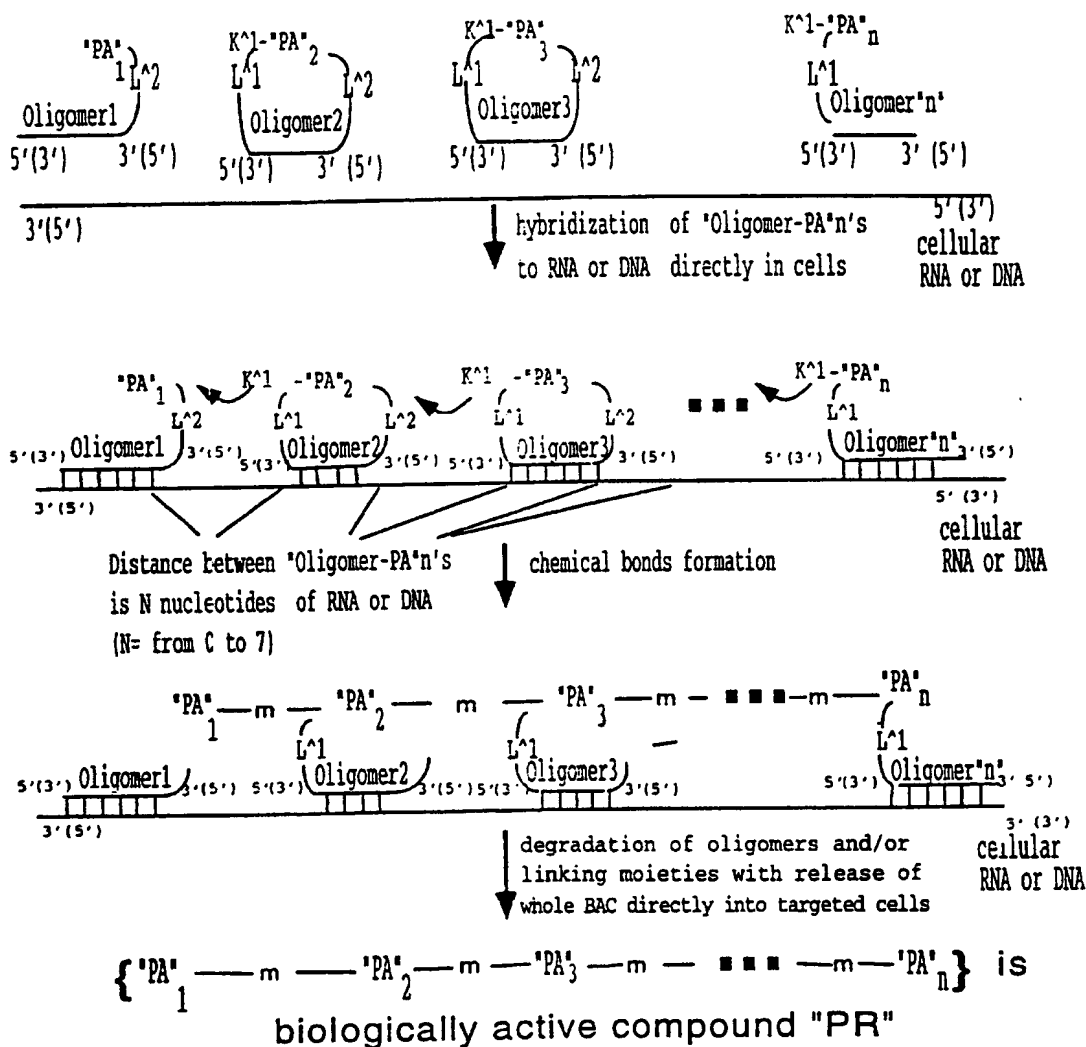 "PA"1 K^1-"PA"2 K^1-"PA"3 K^1-"PA"n
L^2 L^1 L^2 L^1 L^2 L^1
Oligomer1 Oligomer2 Oligomer3 Oligomer"n"
5'(3') 3'(5') 5'(3') 3'(5') 5'(3') 3'(5') 5'(3') 3'(5')
3'(5') 5'(3')
hybridization of "Oligomer-PA"n's
to RNA or DNA directly in cells
cellular
RNA or DNA
"PA"1 K^1 -"PA"2 K^1 -"PA"3 ■ ■ ■ K^1-"PA"n
L^2 L^1 L^2 L^1 L^2 L^1
5'(3') Oligomer1 3'(5') 5'(3') Oligomer2 3'(5') 5'(3') Oligomer3 3'(5') 5'(3') Oligomer"n" 3'(5')
3'(5') 5'(3')
cellular
RNA or DNA
Distance between "Oligomer-PA"n's
is N nucleotides of RNA or DNA
(N= from C to 7)
chemical bonds formation
"PA"1 — m — "PA"2 — m — "PA"3 — m — ■ ■ ■ — m — "PA"n
L^1 L^1 L^1
5'(3') Oligomer1 3'(5') 5'(3') Oligomer2 3'(5') 5'(3') Oligomer3 3'(5') 5'(3') Oligomer"n" 3' 5')
3'(5') 3'(3')
cellular
RNA or DNA
degradation of oligomers and/or
linking moieties with release of
whole BAC directly into targeted cells
{"PA"1 — m — "PA"2 — m — "PA"3 — m — ■ ■ ■ — m — "PA"n} is
biologically active compound "PR"